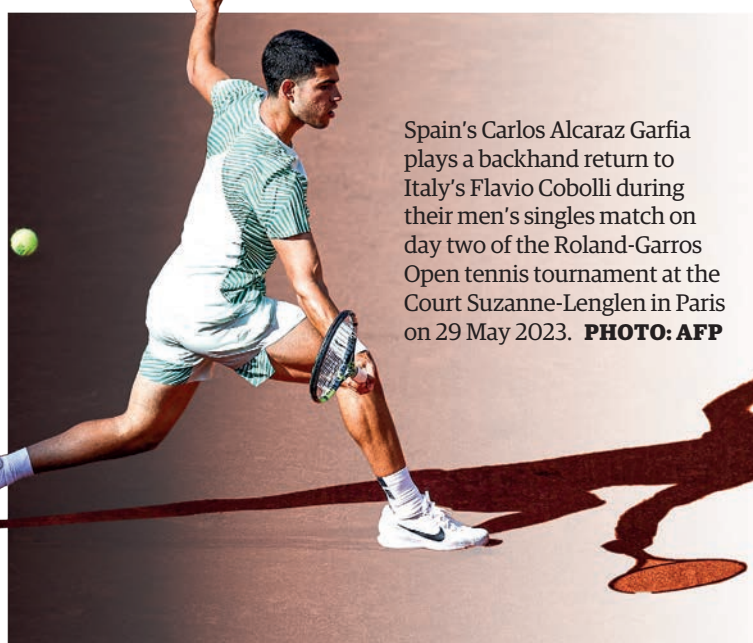 Spain's Carlos Alcaraz Garfia
plays a backhand return to
Italy's Flavio Cobolli during
their men's singles match on
day two of the Roland-Garros
Open tennis tournament at the
Court Suzanne-Lenglen in Paris
on 29 May 2023. PHOTO: AFP